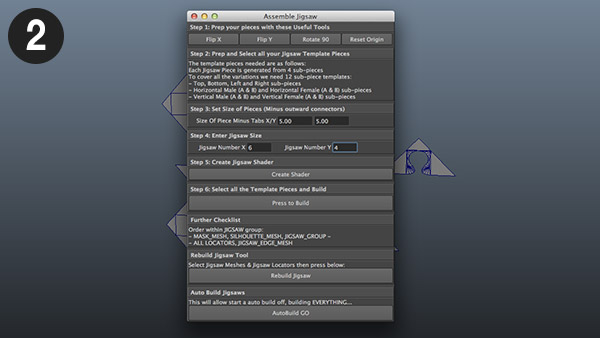 2
Assemble Jigsaw
Step 1: Prep your pieces with these Useful Tools
Flip X Flip Y Rotate 90 Reset Origin
Step 2: Prep and Select all your Jigsaw Template Pieces
The template pieces needed are as follows:
Each Jigsaw Piece is generated from 4 sub-pieces
To cover all the variations we need 12 sub-piece templates:
- Top, Bottom, Left and Right sub-pieces
- Horizontal Male (A & B) and Horizontal Female (A & B) sub-pieces
- Vertical Male (A & B) and Vertical Female (A & B) sub-pieces
Step 3: Set Size of Pieces (Minus outward connectors)
Size Of Piece Minus Tabs X/Y 5.00 5.00
Step 4: Enter Jigsaw Size
Jigsaw Number X 6 Jigsaw Number Y 4
Step 5: Create Jigsaw Shader
Create Shader
Step 6: Select all the Template Pieces and Build
Press to Build
Further Checklist
Order within JIGSAW group:
- MASK_MESH, SILHOUETTE_MESH, JIGSAW_GROUP -
- ALL LOCATORS, JIGSAW_EDGE_MESH
Rebuild Jigsaw Tool
Select Jigsaw Meshes & Jigsaw Locators then press below:
Rebuild Jigsaw
Auto Build Jigsaws
This will allow start a auto build off, building EVERYTHING...
AutoBuild GO